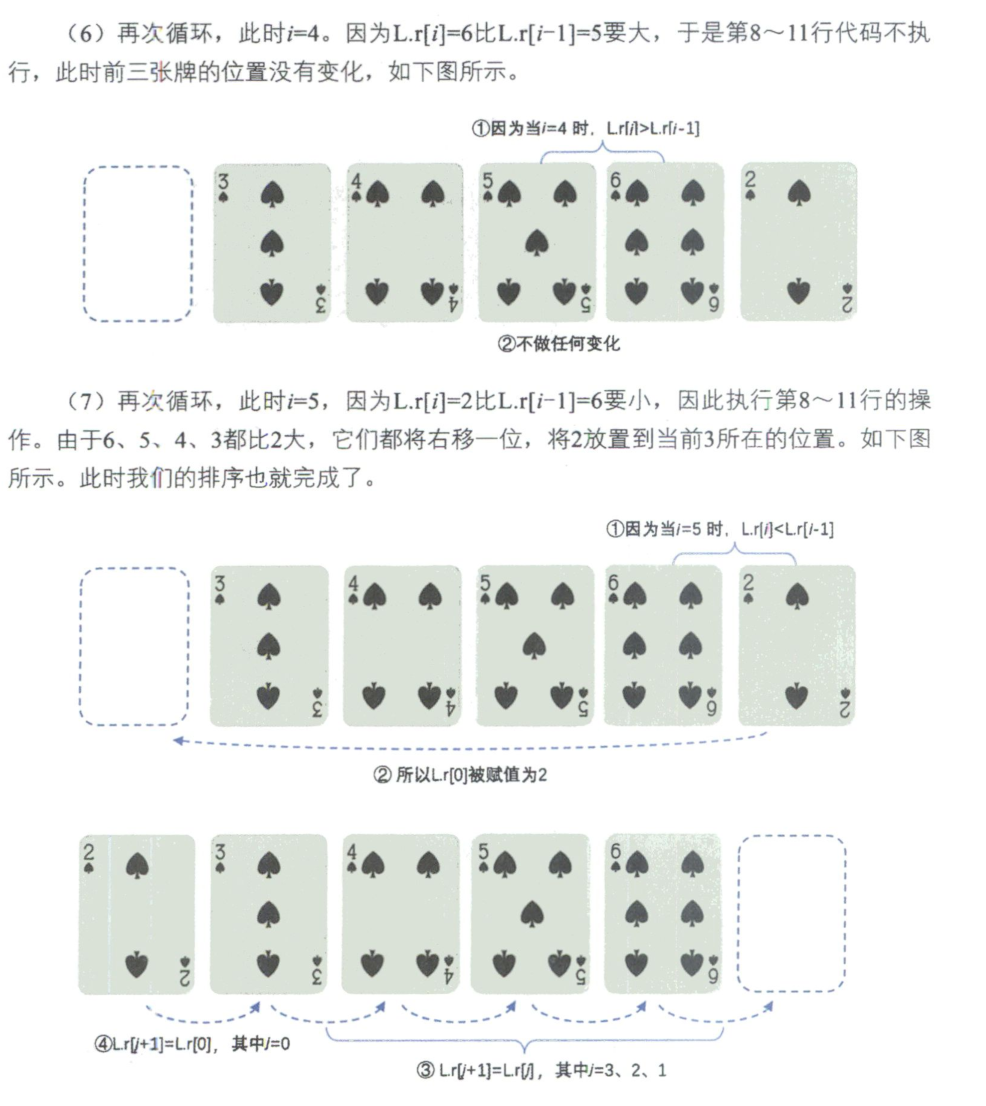 （6）再次循环，此时i=4。因为L.r[i]=6比L.r[i−1]=5要大，于是第8～11行代码不执
行，此时前三张牌的位置没有变化，如下图所示。
①因为当i=4 时，L.r[i]>L.r[i-1]
3 4 5 6 2
3 4 5 6 2
②不做任何变化
（7）再次循环，此时i=5，因为L.r[i]=2比L.r[i−1]=6要小，因此执行第8～11行的操
作。由于6、5、4、3都比2大，它们都将右移一位，将2放置到当前3所在的位置。如下图
所示。此时我们的排序也就完成了。
①因为当i=5 时，L.r[i]<L.r[i-1]
3 4 5 6 2
3 4 5 6 2
② 所以L.r[0]被赋值为2
2 3 4 5 6
2 3 4 5 6
④L.r[j+1]=L.r[0]，其中j=0
③ L.r[j+1]=L.r[j]，其中j=3、2、1